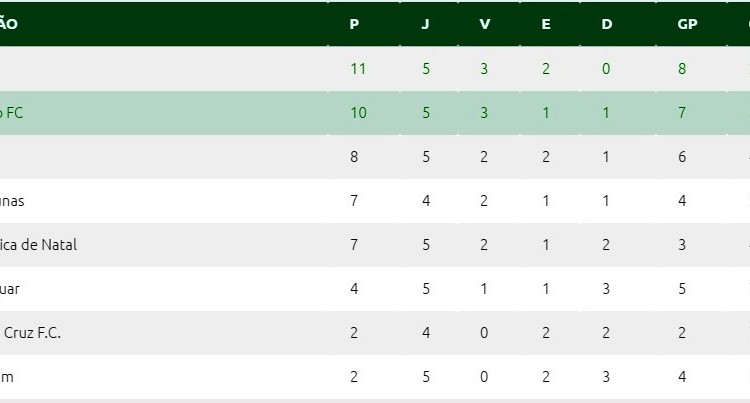 ÃO P J V E D GP
11 5 3 2 0 8
FC 10 5 3 1 1 7
8 5 2 2 1 6
nas 7 4 2 1 1 4
ica de Natal 7 5 2 1 2 3
uar 4 5 1 1 3 5
Cruz F.C. 2 4 0 2 2 2
m 2 5 0 2 3 4